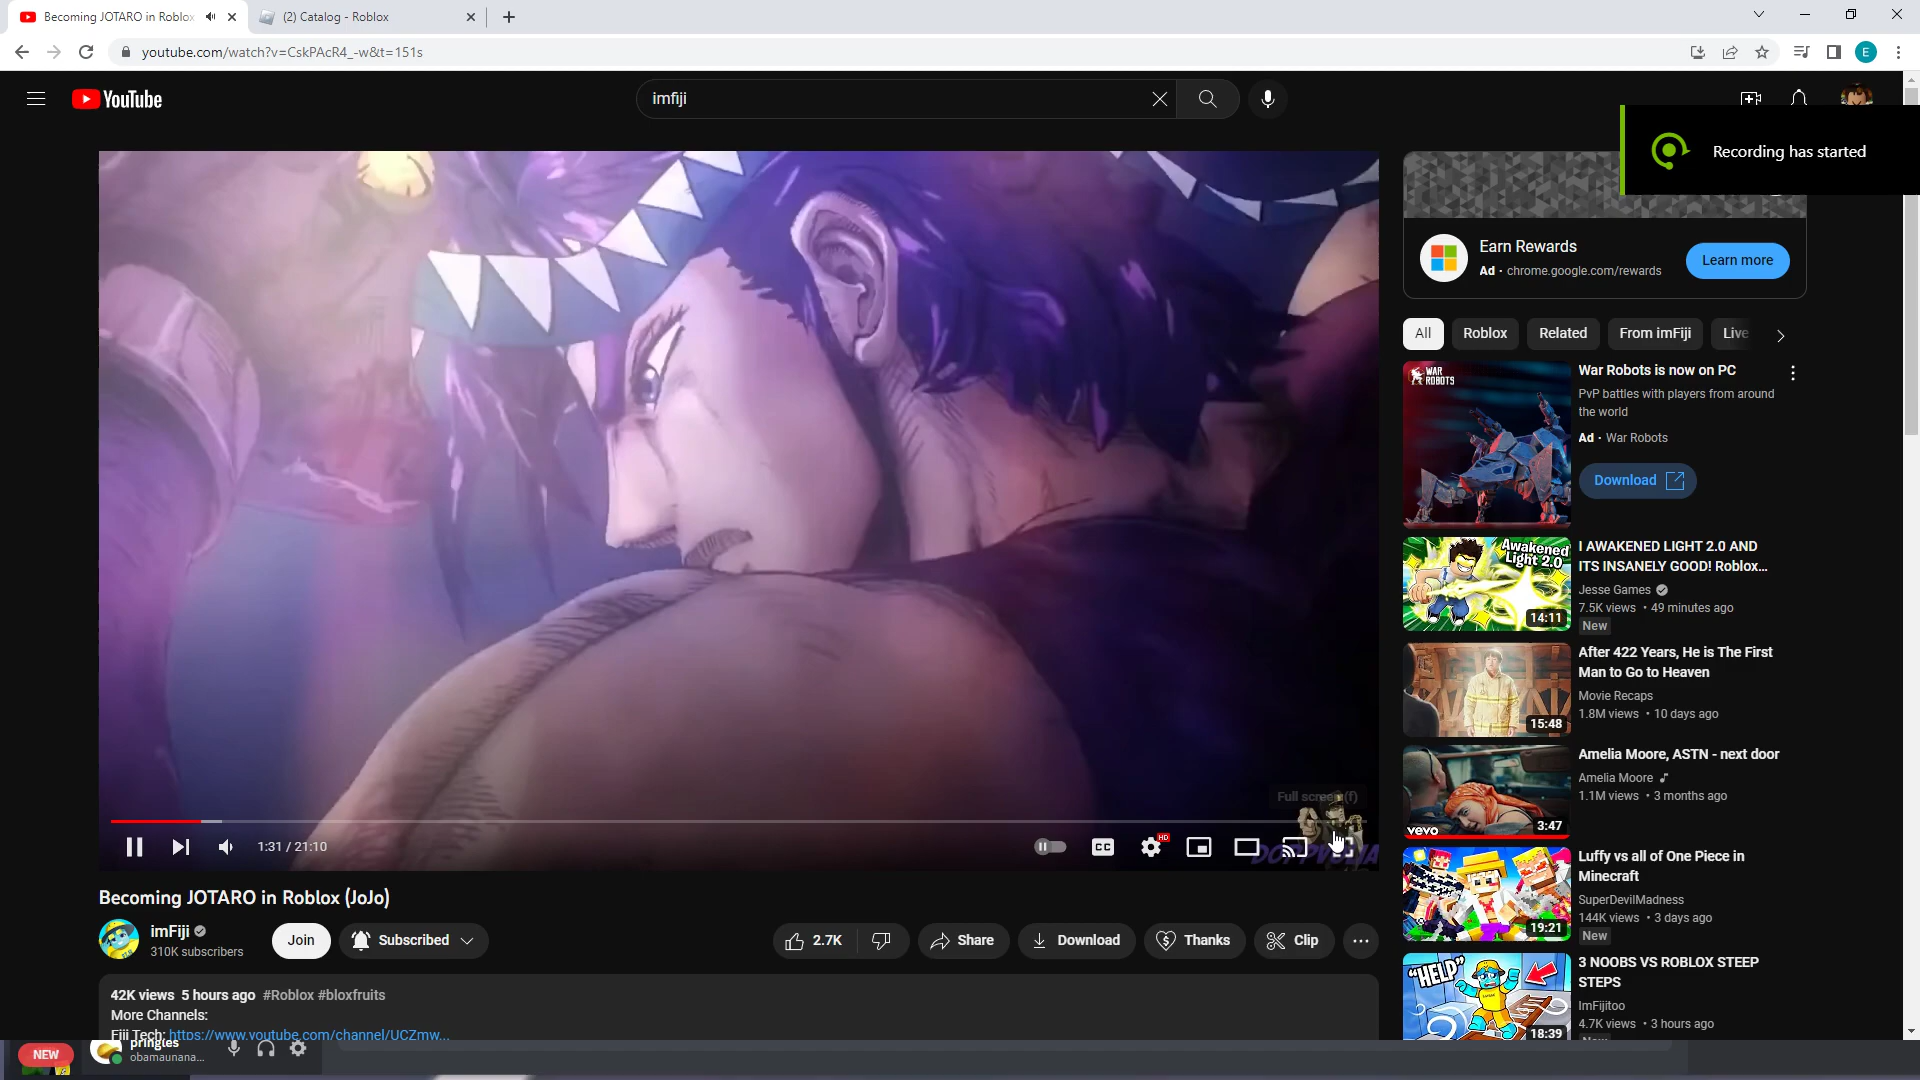 Becoming JOTARO in Roblox
(2) Catalog - Roblox
youtube.com/watch?v=CskPAcR4_-w&t=151s
E
YouTube
imfiji
Recording has started
Earn Rewards
Ad · chrome.google.com/rewards
Learn more
All
Roblox
Related
From imFiji
Live
WAR ROBOTS
War Robots is now on PC
PvP battles with players from around
the world
Ad · War Robots
Download
Awakened
Light 2.0
14:11
I AWAKENED LIGHT 2.0 AND
ITS INSANELY GOOD! Roblox...
Jesse Games
7.5K views • 49 minutes ago
New
15:48
After 422 Years, He is The First
Man to Go to Heaven
Movie Recaps
1.8M views • 10 days ago
vevo
3:47
Amelia Moore, ASTN - next door
Amelia Moore
1.1M views • 3 months ago
19:21
Luffy vs all of One Piece in
Minecraft
SuperDevilMadness
144K views • 3 days ago
New
"HELP"
18:39
3 NOOBS VS ROBLOX STEEP
STEPS
ImFijitoo
4.7K views • 3 hours ago
Full screen (f)
1:31 / 21:10
CC
HD
Becoming JOTARO in Roblox (JoJo)
imFiji
310K subscribers
Join
Subscribed
2.7K
Share
Download
Thanks
Clip
42K views 5 hours ago #Roblox #bloxfruits
More Channels:
Fiji Tech: https://www.youtube.com/channel/UCZmw...
NEW
pringles
obamaunana...